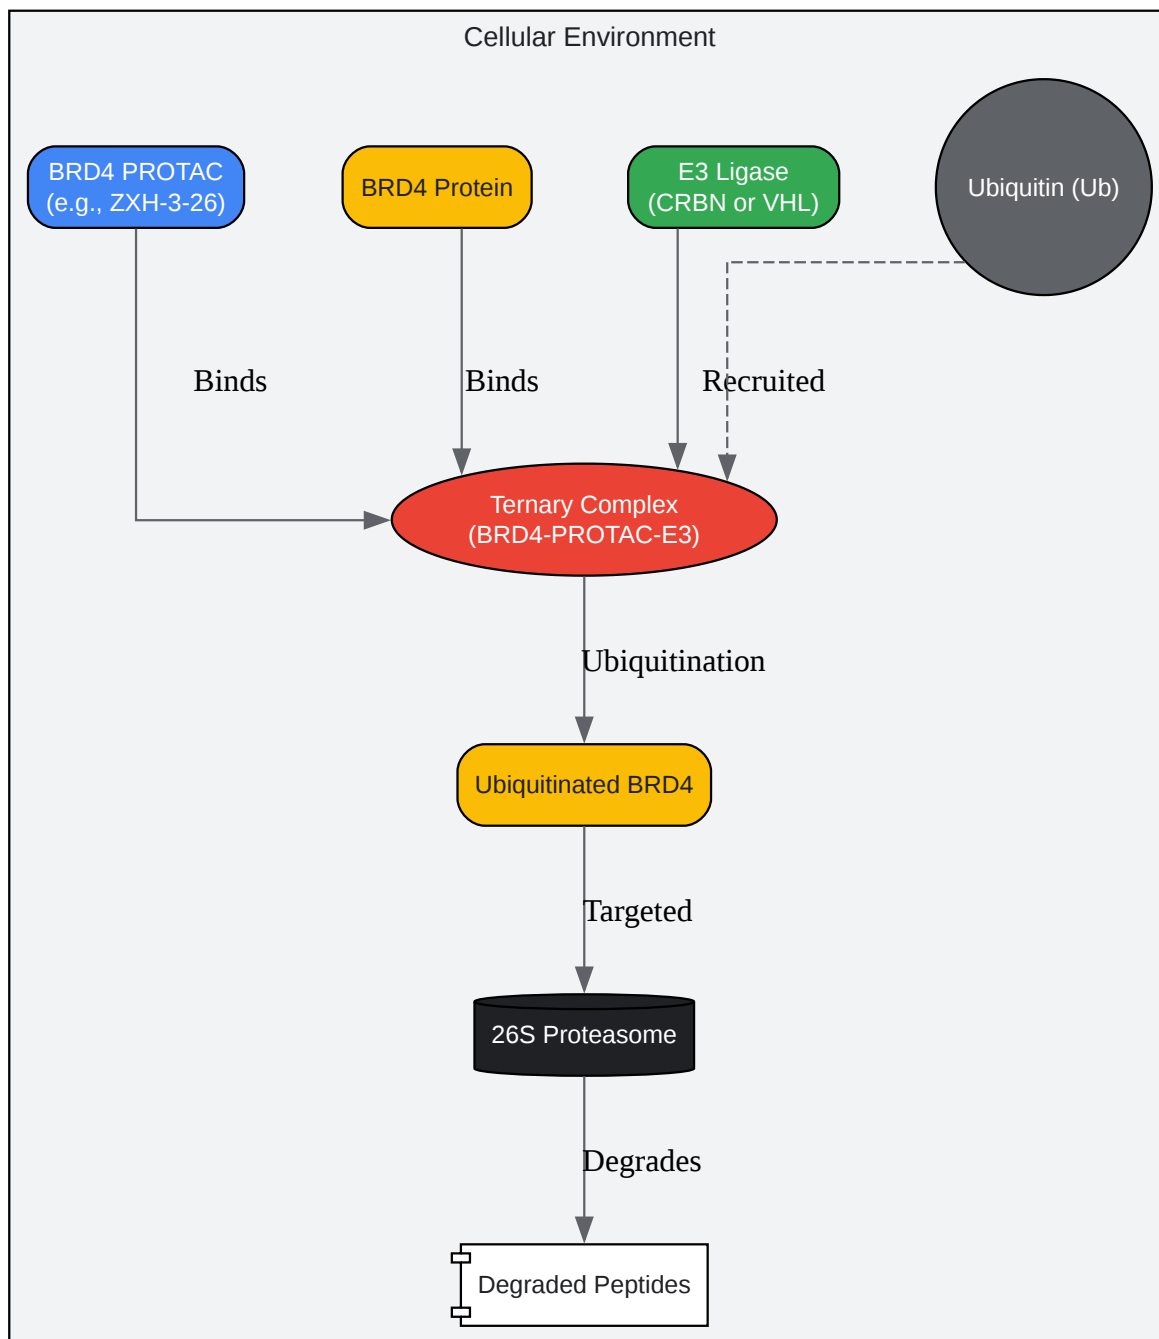 Cellular Environment
BRD4 PROTAC
(e.g., ZXH-3-26)
BRD4 Protein
E3 Ligase
(CRBN or VHL)
Ubiquitin (Ub)
Binds
Binds
Recruited
Ternary Complex
(BRD4-PROTAC-E3)
Ubiquitination
Ubiquitinated BRD4
Targeted
26S Proteasome
Degrades
Degraded Peptides